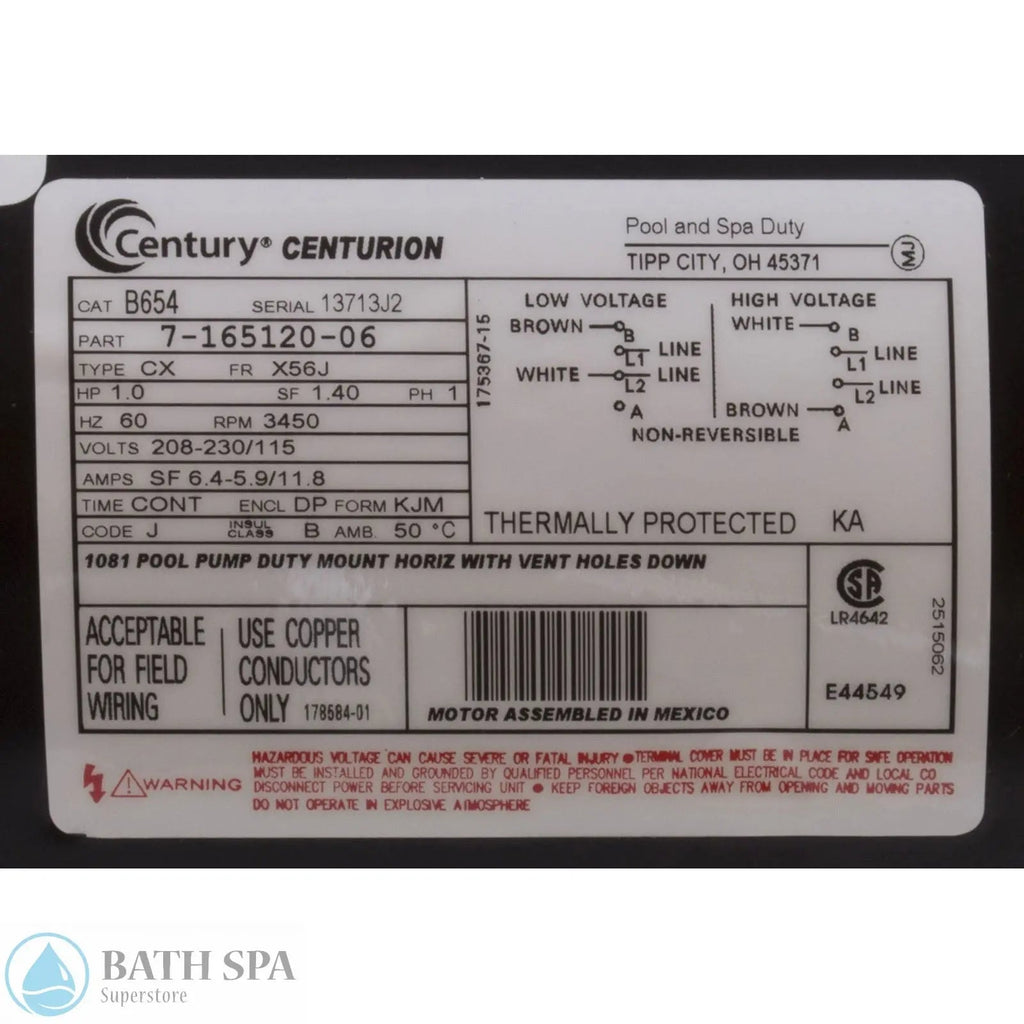 Century® CENTURION
Pool and Spa Duty
TIPP CITY, OH 45371
MJ
CAT B654 SERIAL 13713J2
PART 7-165120-06
TYPE CX FR X56J
HP 1.0 SF 1.40 PH 1
HZ 60 RPM 3450
VOLTS 208-230/115
AMPS SF 6.4-5.9/11.8
TIME CONT ENCL DP FORM KJM
CODE J INSUL CLASS B AMB. 50 °C
175367-15
LOW VOLTAGE
BROWN B
L1 LINE
WHITE L2 LINE
A
HIGH VOLTAGE
WHITE B
L1 LINE
L2 LINE
BROWN A
NON-REVERSIBLE
THERMALLY PROTECTED KA
1081 POOL PUMP DUTY MOUNT HORIZ WITH VENT HOLES DOWN
ACCEPTABLE
FOR FIELD
WIRING
USE COPPER
CONDUCTORS
ONLY 178584-01
MOTOR ASSEMBLED IN MEXICO
SA
LR4642
2515062
E44549
WARNING
HAZARDOUS VOLTAGE CAN CAUSE SEVERE OR FATAL INJURY ● TERMINAL COVER MUST BE IN PLACE FOR SAFE OPERATION
MUST BE INSTALLED AND GROUNDED BY QUALIFIED PERSONNEL PER NATIONAL ELECTRICAL CODE AND LOCAL CO
DISCONNECT POWER BEFORE SERVICING UNIT ● KEEP FOREIGN OBJECTS AWAY FROM OPENING AND MOVING PARTS
DO NOT OPERATE IN EXPLOSIVE ATMOSPHERE
BATH SPA
Superstore